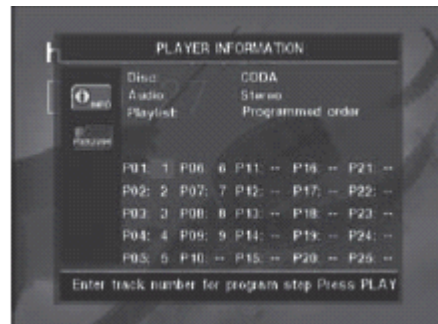 PLAYER INFORMATION
Disc: CODA
Audio: Stereo
Playlist: Programmed order
INFO
P01: 1 P06: 6 P11: -- P16: -- P21: --
P02: 2 P07: 7 P12: -- P17: -- P22: --
P03: 3 P08: 8 P13: -- P18: -- P23: --
P04: 4 P09: 9 P14: -- P19: -- P24: --
P05: 5 P10: -- P15: -- P20: -- P25: --
Enter track number for program step Press PLAY